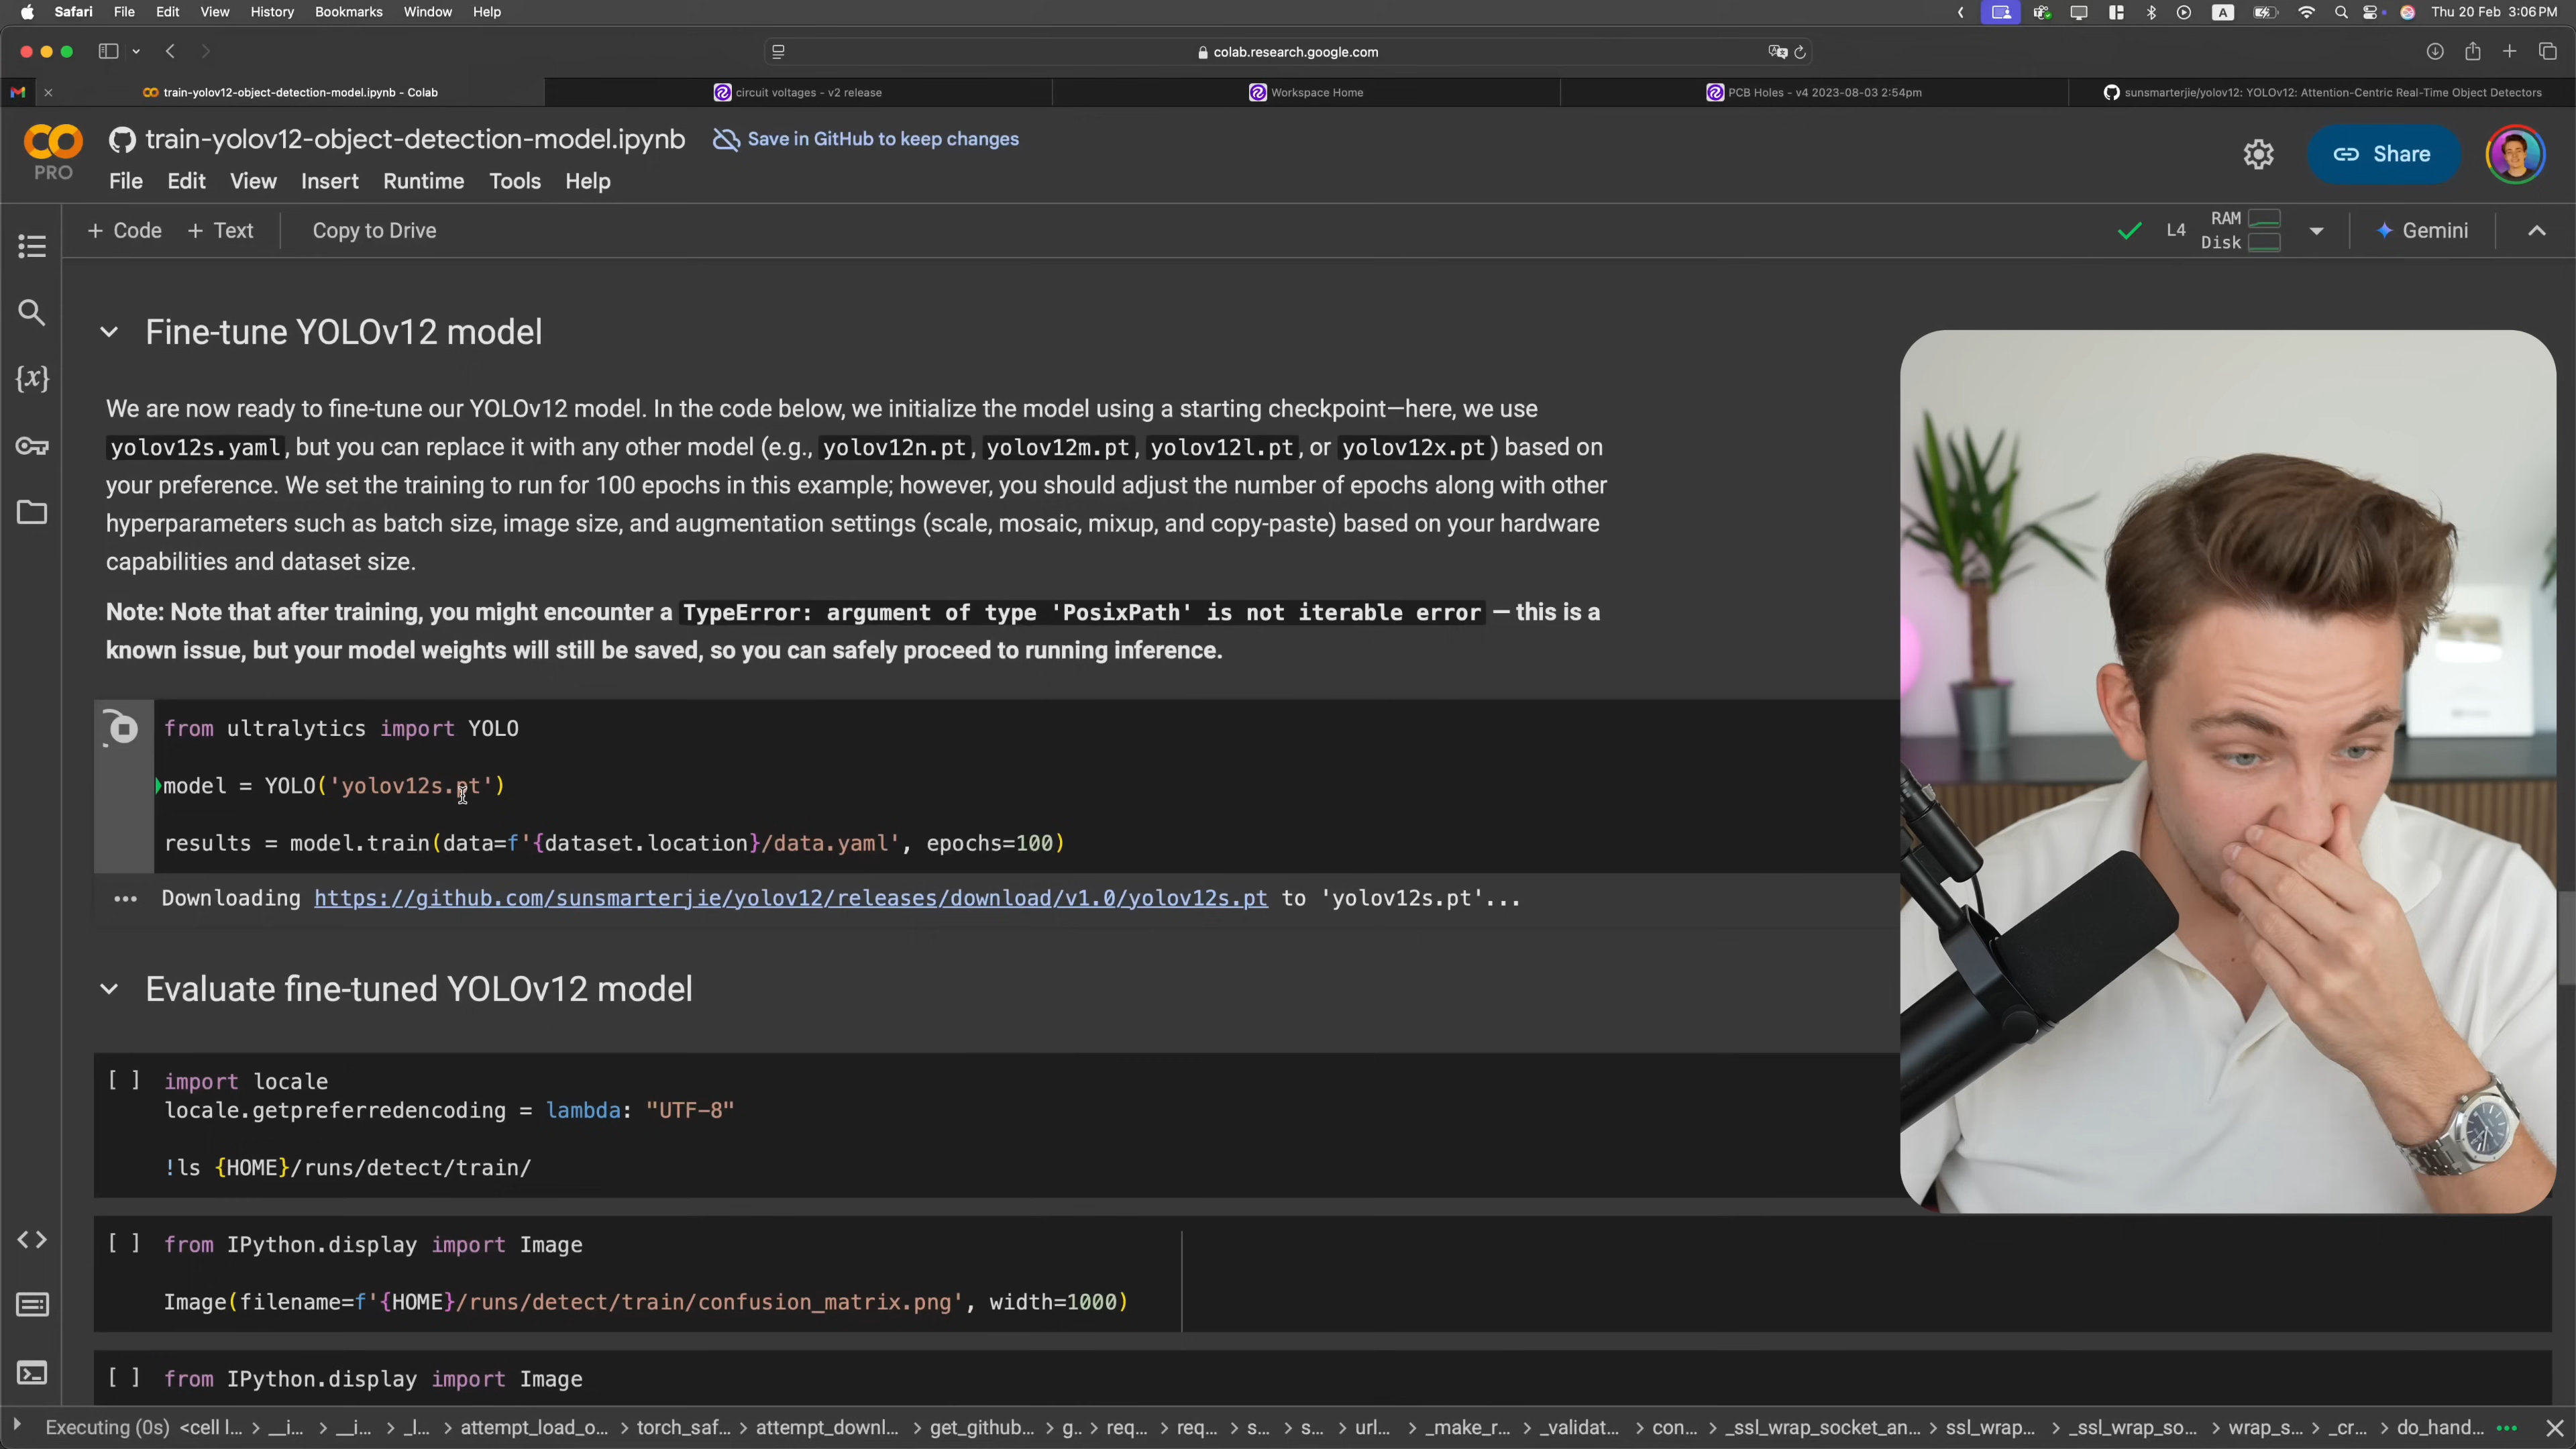 Safari File Edit View History Bookmarks Window Help
A
Thu 20 Feb 3:06 PM
colab.research.google.com
train-yolov12-object-detection-model.ipynb - Colab
circuit voltages - v2 release
Workspace Home
PCB Holes - v4 2023-08-03 2:54pm
sunsmarterjie/yolov12: YOLOv12: Attention-Centric Real-Time Object Detectors
PRO
train-yolov12-object-detection-model.ipynb
Save in GitHub to keep changes
File Edit View Insert Runtime Tools Help
Share
+ Code + Text Copy to Drive
L4 RAM Disk
Gemini
Fine-tune YOLOv12 model
We are now ready to fine-tune our YOLOv12 model. In the code below, we initialize the model using a starting checkpoint—here, we use
yolov12s.yaml, but you can replace it with any other model (e.g., yolov12n.pt, yolov12m.pt, yolov12l.pt, or yolov12x.pt) based on
your preference. We set the training to run for 100 epochs in this example; however, you should adjust the number of epochs along with other
hyperparameters such as batch size, image size, and augmentation settings (scale, mosaic, mixup, and copy-paste) based on your hardware
capabilities and dataset size.
Note: Note that after training, you might encounter a TypeError: argument of type 'PosixPath' is not iterable error — this is a
known issue, but your model weights will still be saved, so you can safely proceed to running inference.
from ultralytics import YOLO
model = YOLO('yolov12s.pt')
results = model.train(data=f'{dataset.location}/data.yaml', epochs=100)
Downloading https://github.com/sunsmarterjie/yolov12/releases/download/v1.0/yolov12s.pt to 'yolov12s.pt'...
Evaluate fine-tuned YOLOv12 model
[ ] import locale
locale.getpreferredencoding = lambda: "UTF-8"
!ls {HOME}/runs/detect/train/
[ ] from IPython.display import Image
Image(filename=f'{HOME}/runs/detect/train/confusion_matrix.png', width=1000)
[ ] from IPython.display import Image
Executing (0s) <cell l... > __i... > __i... > _l... > attempt_load_o... > torch_saf... > attempt_downl... > get_github... > g... > req... > req... > s... > s... > url... > _make_r... > _validat... > con... > _ssl_wrap_socket_an... > ssl_wrap... > _ssl_wrap_so... > wrap_s... > _cr... > do_hand...